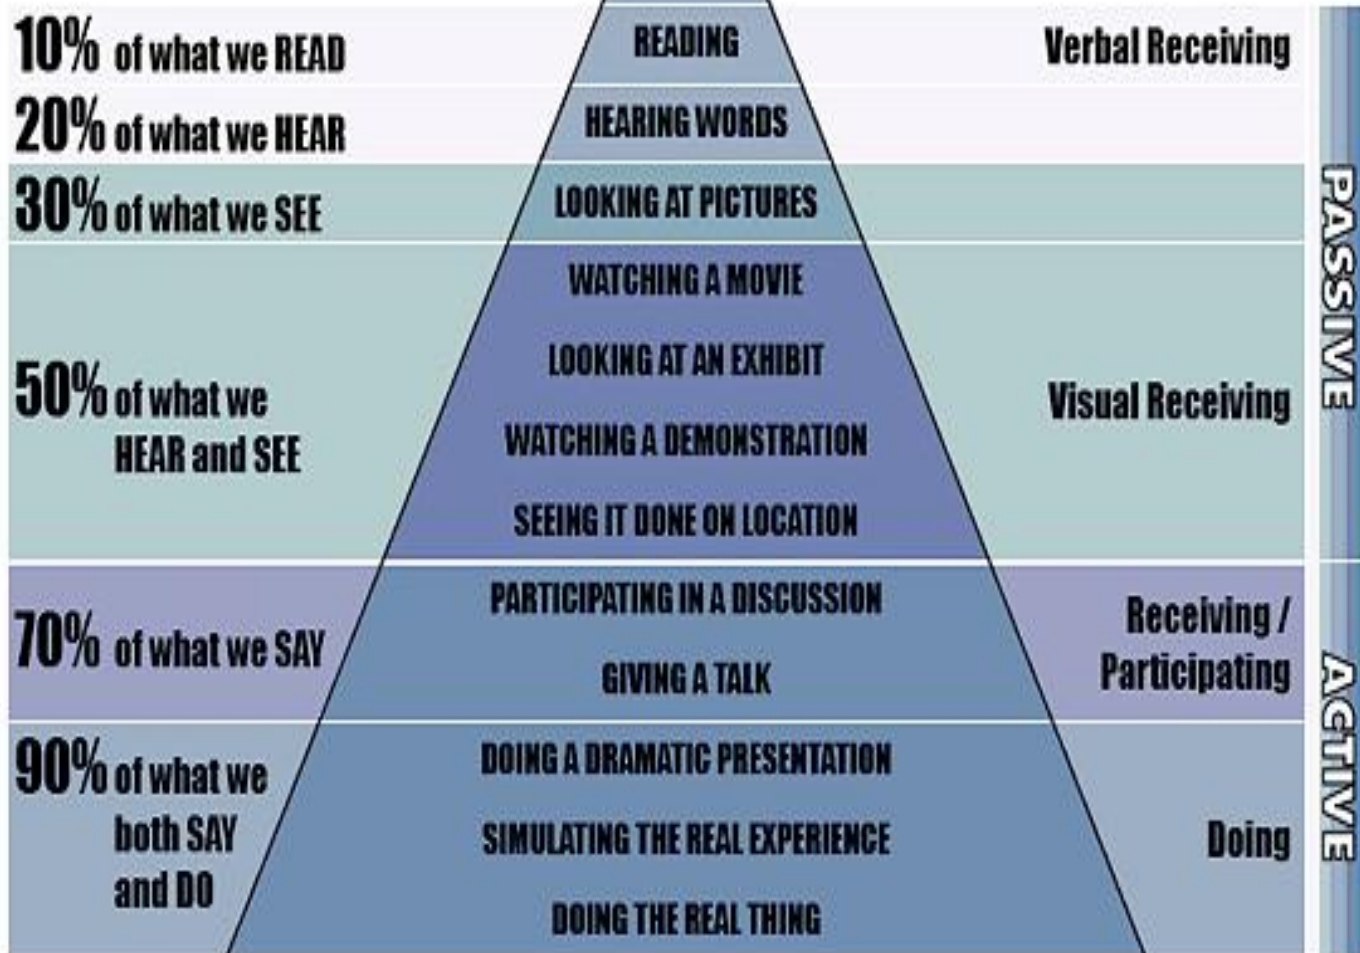 10% of what we READ
READING
Verbal Receiving
20% of what we HEAR
HEARING WORDS
30% of what we SEE
LOOKING AT PICTURES
WATCHING A MOVIE
LOOKING AT AN EXHIBIT
50% of what we
HEAR and SEE
Visual Receiving
WATCHING A DEMONSTRATION
SEEING IT DONE ON LOCATION
PASSIVE
PARTICIPATING IN A DISCUSSION
70% of what we SAY
GIVING A TALK
Receiving /
Participating
90% of what we
both SAY
and DO
DOING A DRAMATIC PRESENTATION
SIMULATING THE REAL EXPERIENCE
DOING THE REAL THING
Doing
ACTIVE